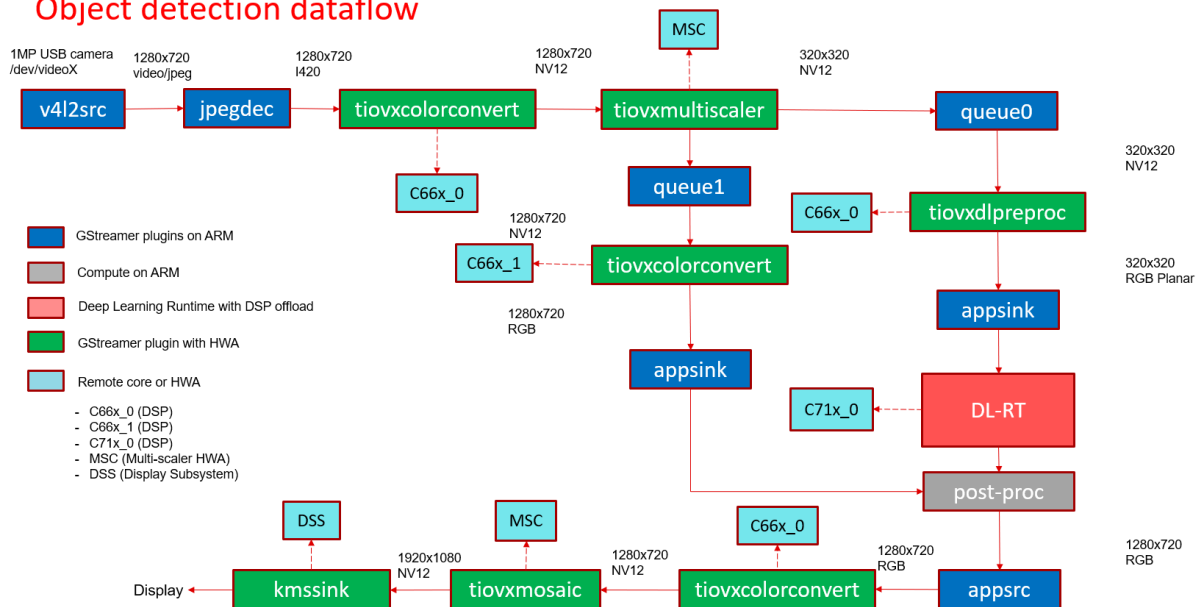 Object detection dataflow
1MP USB camera
/dev/videoX
1280x720
video/jpeg
1280x720
I420
1280x720
NV12
MSC
320x320
NV12
v4l2src
jpegdec
tiovxcolorconvert
tiovxmultiscaler
queue0
C66x_0
queue1
320x320
NV12
C66x_0
tiovxdlpreproc
1280x720
NV12
C66x_1
tiovxcolorconvert
320x320
RGB Planar
1280x720
RGB
appsink
appsink
C71x_0
DL-RT
post-proc
GStreamer plugins on ARM
Compute on ARM
Deep Learning Runtime with DSP offload
GStreamer plugin with HWA
Remote core or HWA
- C66x_0 (DSP)
- C66x_1 (DSP)
- C71x_0 (DSP)
- MSC (Multi-scaler HWA)
- DSS (Display Subsystem)
DSS
MSC
C66x_0
1280x720
RGB
1920x1080
NV12
1280x720
NV12
1280x720
RGB
Display
kmssink
tiovxmosaic
tiovxcolorconvert
appsrc